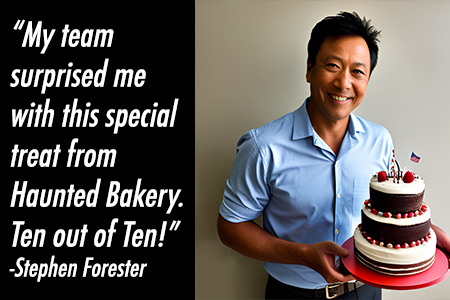 “My team
surprised me
with this special
treat from
Haunted Bakery.
Ten out of Ten!”
-Stephen Forester